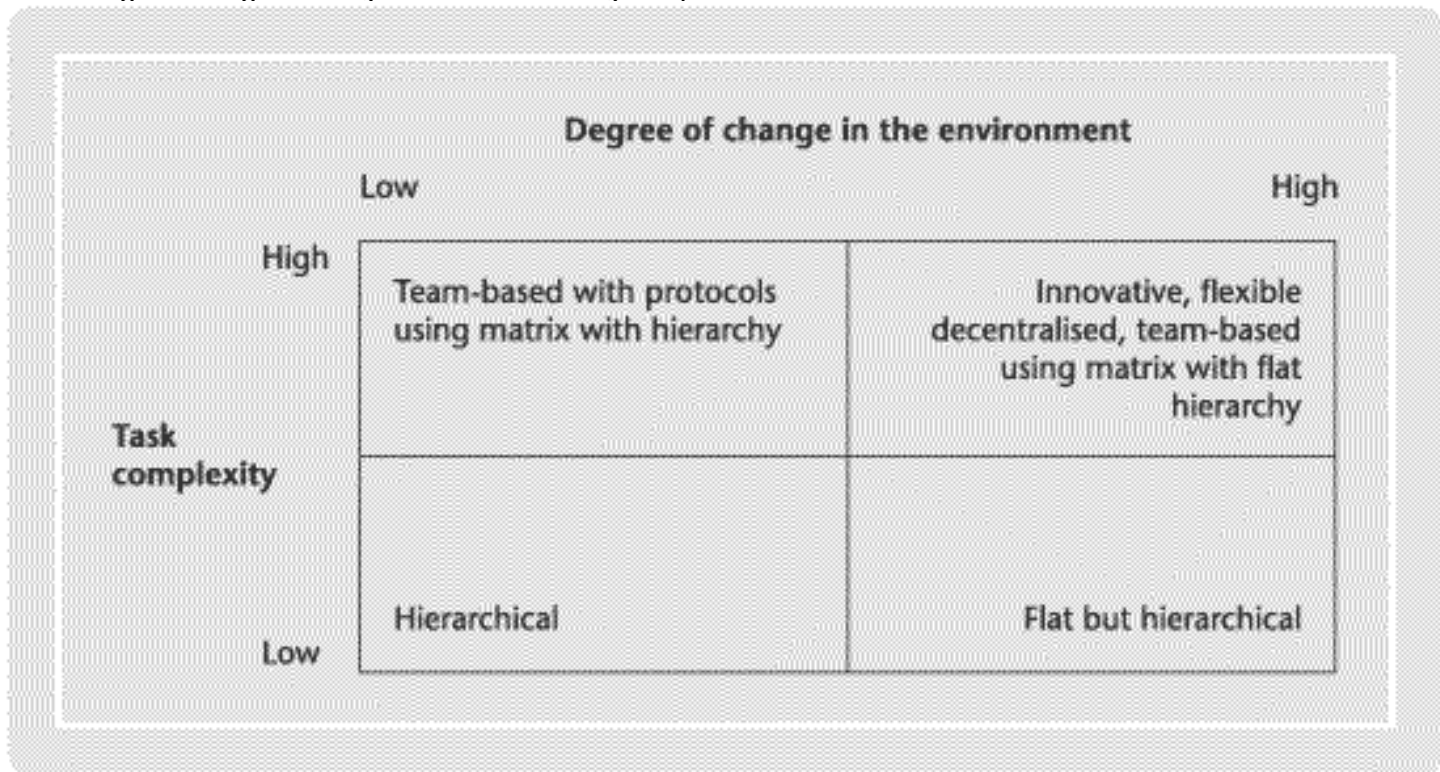 Degree of change in the environment
Low
High
High
Team-based with protocols
using matrix with hierarchy
Innovative, flexible
decentralised, team-based
using matrix with flat
hierarchy
Task
complexity
Hierarchical
Flat but hierarchical
Low